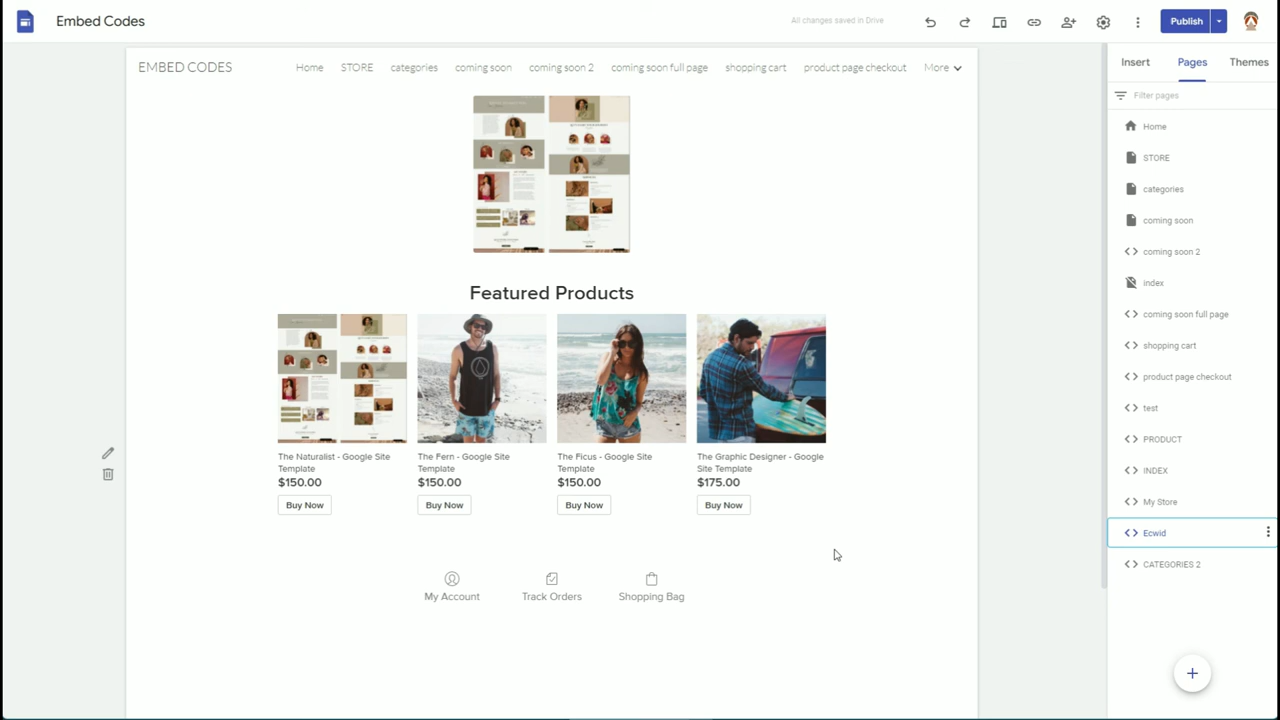 Embed Codes
All changes saved in Drive
Publish
EMBED CODES
Home STORE categories coming soon coming soon 2 coming soon full page shopping cart product page checkout More
Insert Pages Themes
Filter pages
Home
STORE
categories
coming soon
coming soon 2
index
coming soon full page
shopping cart
product page checkout
test
PRODUCT
INDEX
My Store
Ecwid
CATEGORIES 2
Featured Products
The Naturalist - Google Site
Template
$150.00
Buy Now
The Fern - Google Site
Template
$150.00
Buy Now
The Ficus - Google Site
Template
$150.00
Buy Now
The Graphic Designer - Google
Site Template
$175.00
Buy Now
My Account
Track Orders
Shopping Bag